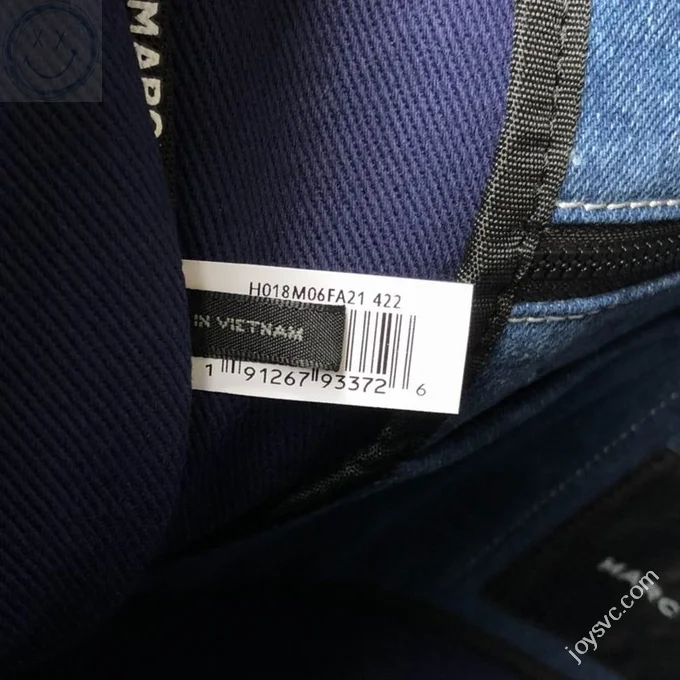 MARC
H018M06FA21 422
IN VIETNAM
1 91267 93372 6
MARC
joysvc.com